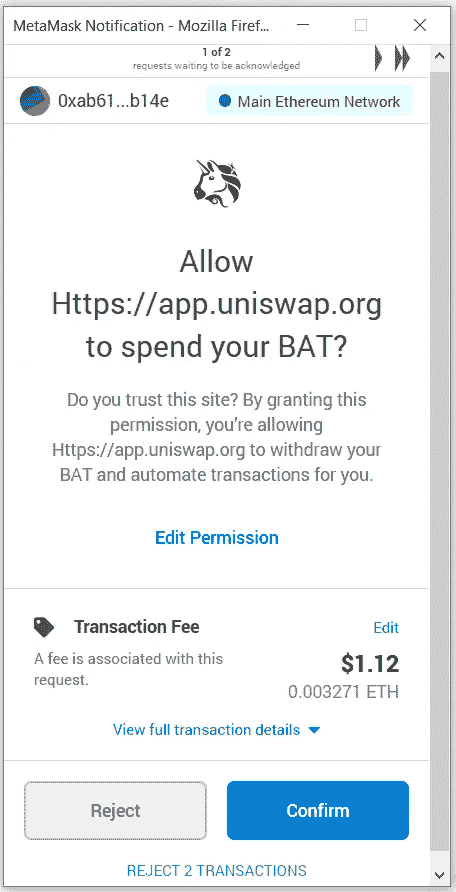 MetaMask Notification - Mozilla Firef...
1 of 2
requests waiting to be acknowledged
0xab61...b14e
Main Ethereum Network
Allow
Https://app.uniswap.org
to spend your BAT?
Do you trust this site? By granting this
permission, you're allowing
Https://app.uniswap.org to withdraw your
BAT and automate transactions for you.
Edit Permission
Transaction Fee
Edit
A fee is associated with this
request.
$1.12
0.003271 ETH
View full transaction details
Reject
Confirm
REJECT 2 TRANSACTIONS